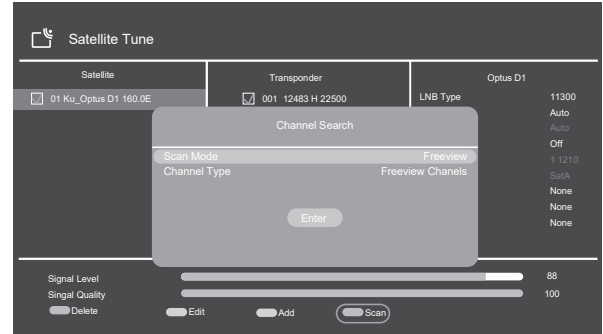 Satellite Tune
Satellite Transponder Optus D1
01 Ku_Optus D1 160.0E 001 12483 H 22500 LNB Type 11300
Auto
Channel Search
Auto
Off
Scan Mode Freeview
1 1210
Channel Type Freeview Chanels
SatA
None
None
Enter
None
Signal Level 88
Singal Quality 100
Delete Edit Add Scan